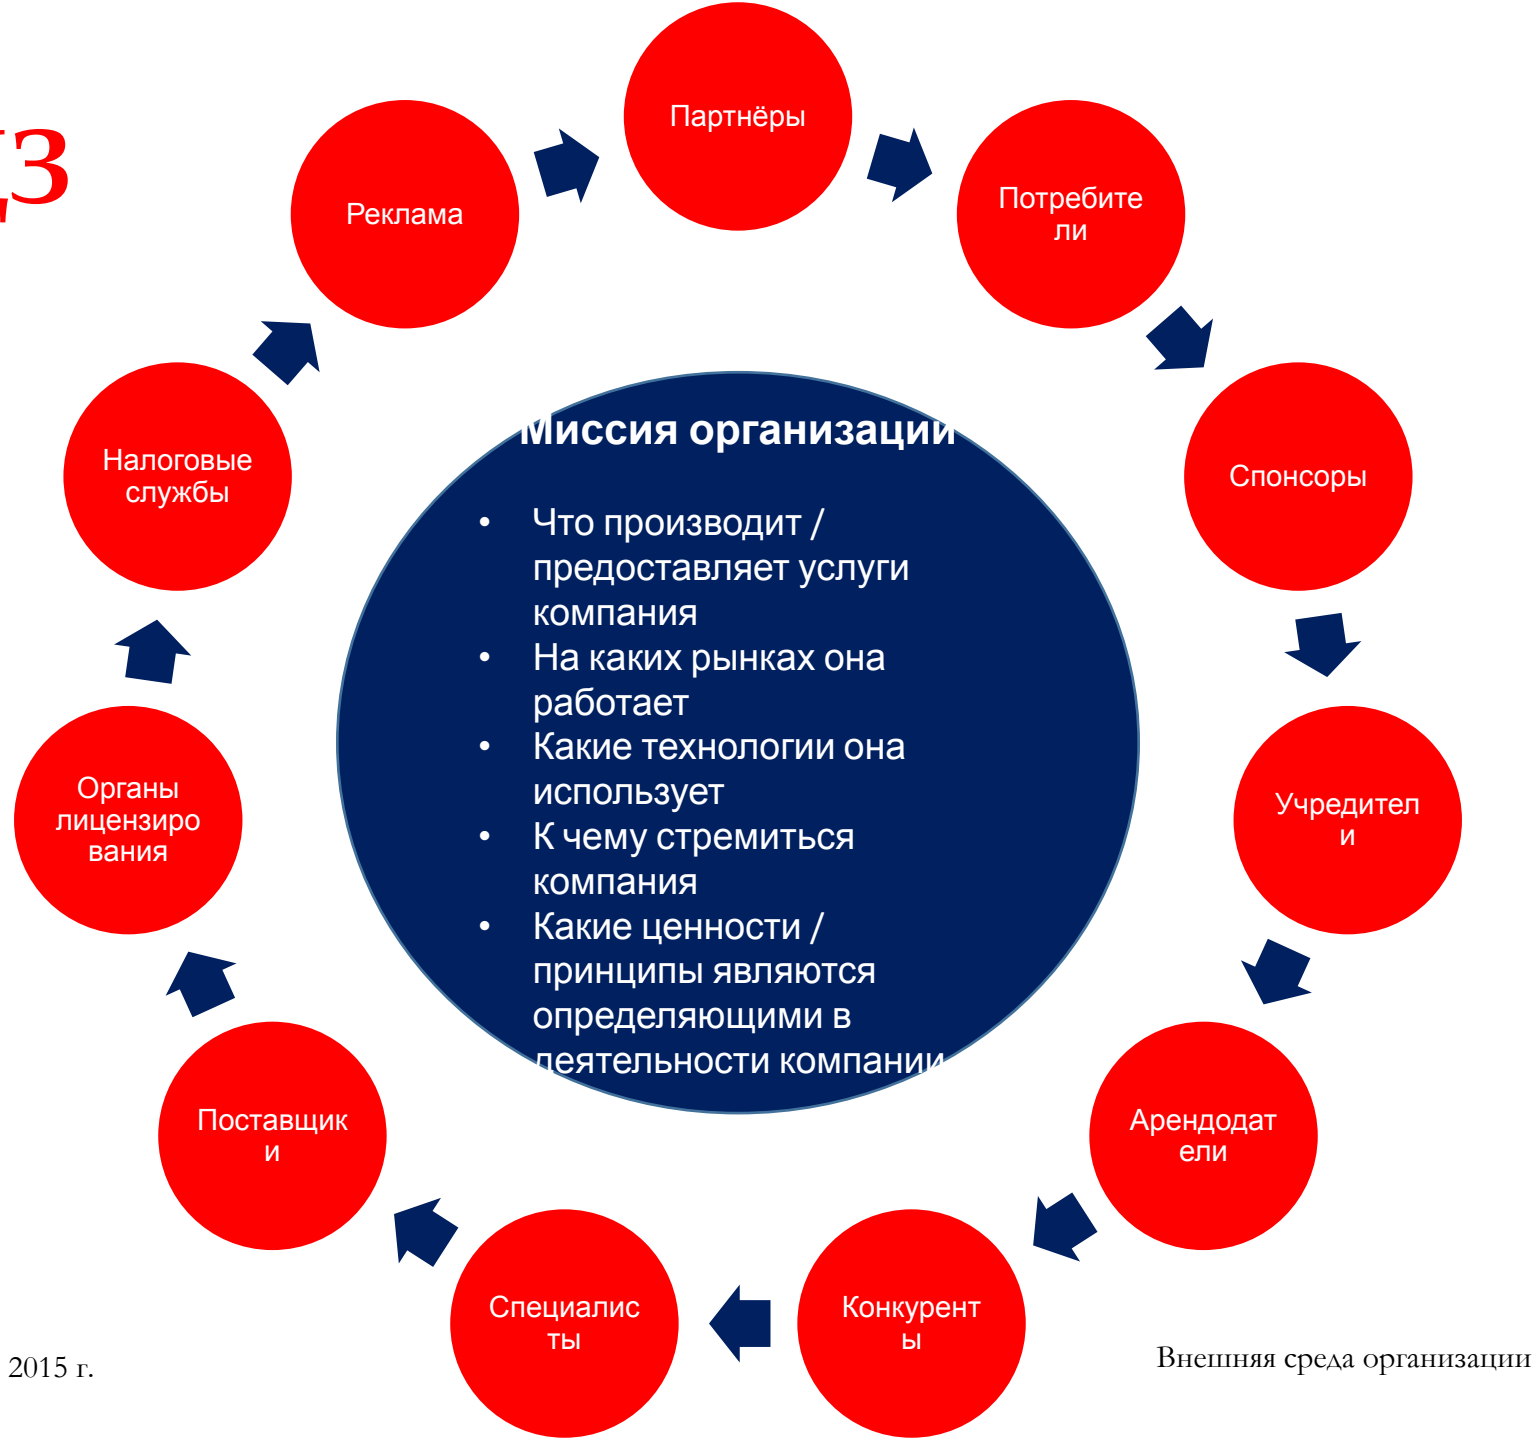 ДЗ
Партнёры
Потребите
ли
Спонсоры
Учредител
и
Арендодат
ели
Конкурент
ы
Специалис
ты
Поставщик
и
Органы
лицензиро
вания
Налоговые
службы
Реклама
Миссия организации
• Что производит /
предоставляет услуги
компания
• На каких рынках она
работает
• Какие технологии она
использует
• К чему стремиться
компания
• Какие ценности /
принципы являются
определяющими в
деятельности компании
2015 г.
Внешняя среда организации